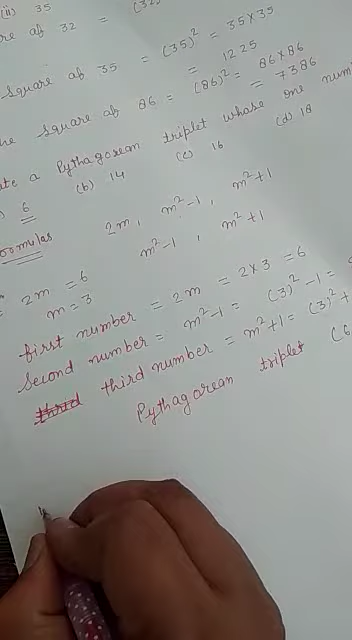 (ii) 35
re of 32 = (32)
Square of 35 = (35)² = 35×35
= 1225
he Square of 86 = (86)² = 86×86
= 7386
te a Pythagorean triplet whose one num
6 (b) 14 (c) 16 (d) 18
ormulas 2m, m²-1, m²+1
2m = 6 m²-1, m²+1
m = 3
first number = 2m = 2×3 = 6
Second number = m²-1 = (3)²-1 =
third number = m²+1 = (3)²+
Pythagorean triplet (6